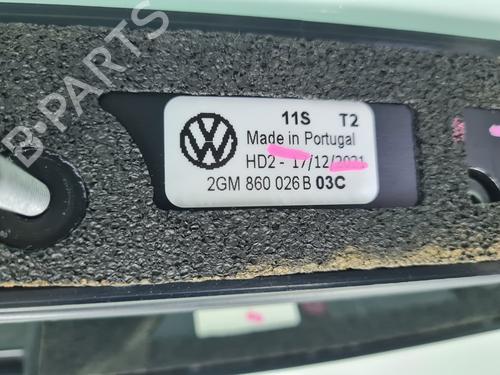 B-PARTS
11S T2
Made in Portugal
HD2 - 17/12/2021
2GM 860 026 B 03C